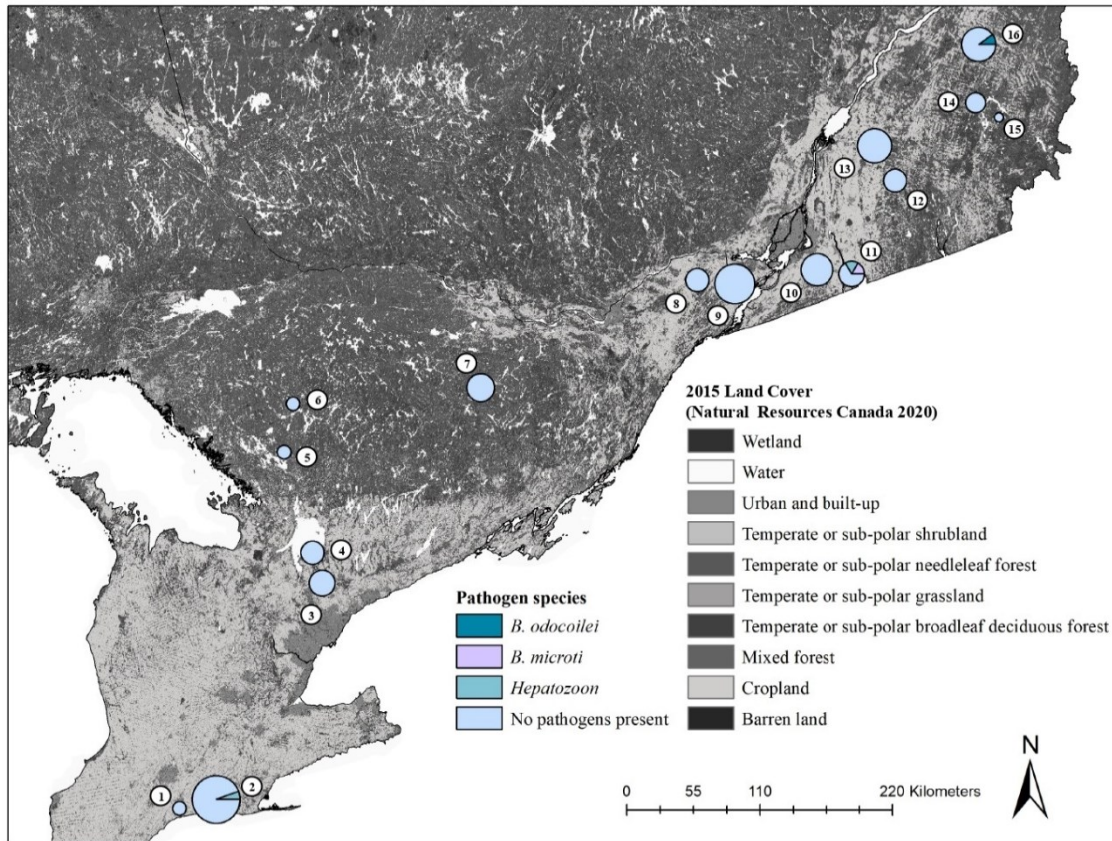 16
14
15
13
12
11
8
10
9
7
6
5
4
3
2
1
2015 Land Cover
(Natural Resources Canada 2020)
Wetland
Water
Urban and built-up
Temperate or sub-polar shrubland
Temperate or sub-polar needleleaf forest
Temperate or sub-polar grassland
Temperate or sub-polar broadleaf deciduous forest
Mixed forest
Cropland
Barren land
Pathogen species
B. odocoilei
B. microti
Hepatozoon
No pathogens present
N
0 55 110 220 Kilometers